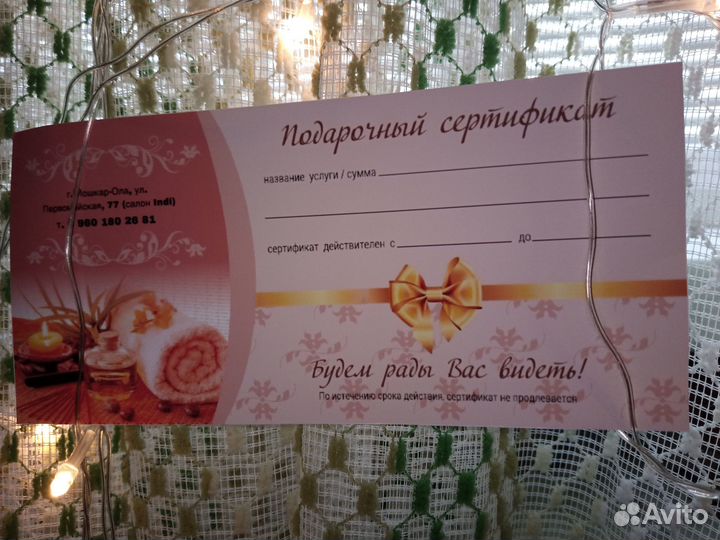 Подарочный сертификат
название услуги / сумма
сертификат действителен с до
Будем рады Вас видеть!
По истечению срока действия, сертификат не продлевается
г. Йошкар-Ола, ул.
Первомайская, 77 (салон Indi)
т. 960 180 26 81
Avito